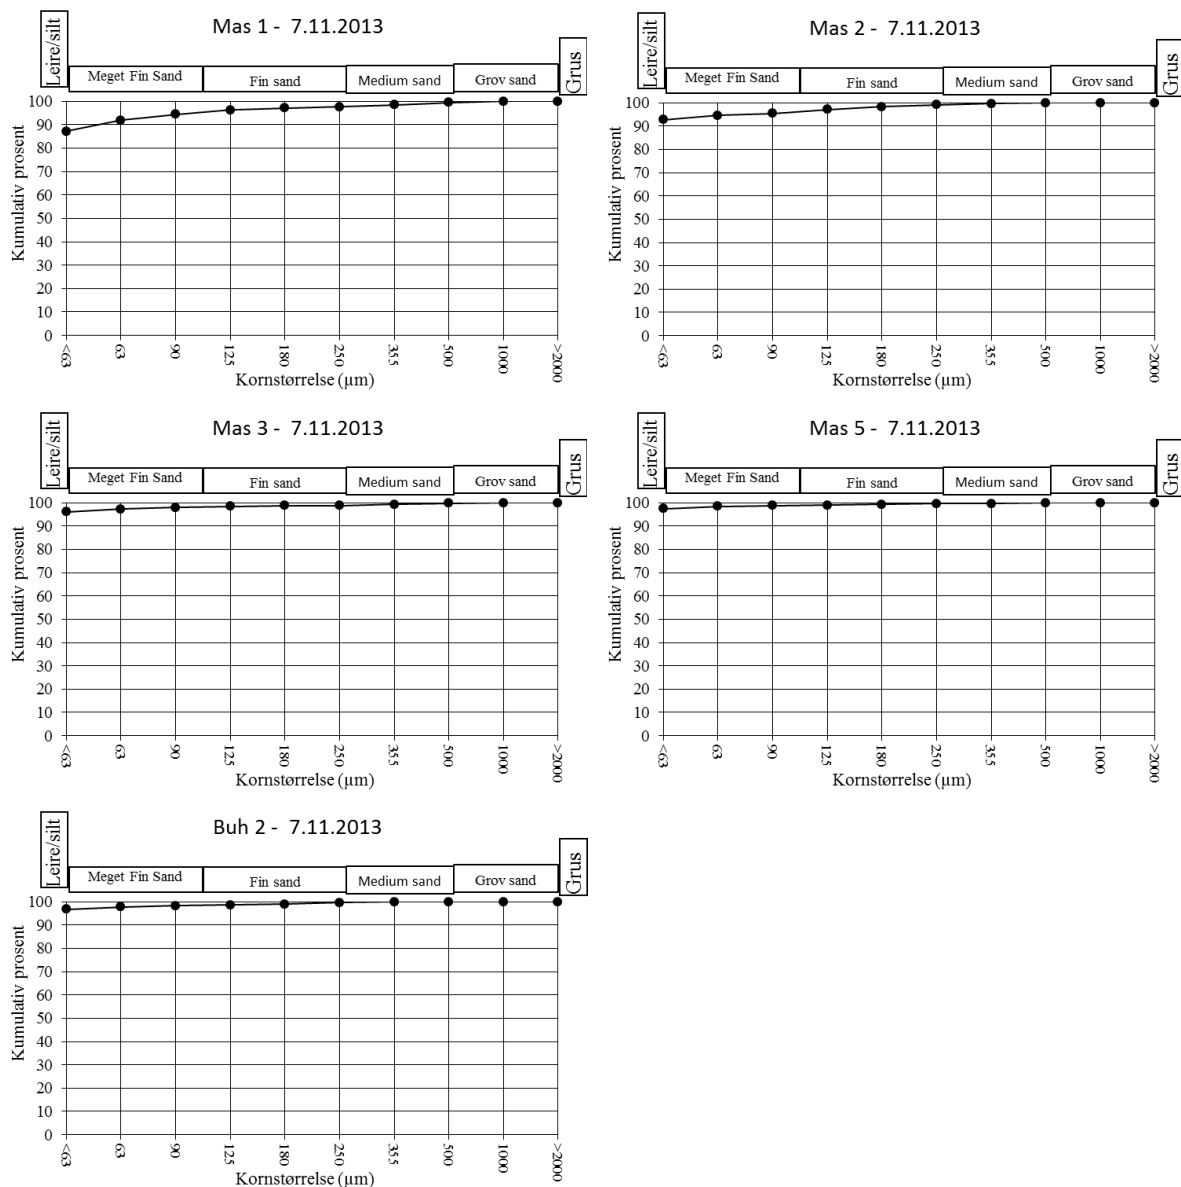 Mas 1 - 7.11.2013
Leire/silt
Meget Fin Sand
Fin sand
Medium sand
Grov sand
Grus
Kumulativ prosent
100
90
80
70
60
50
40
30
20
10
0
<63
63
90
125
180
250
355
500
1000
>2000
Kornstørrelse (µm)
Mas 2 - 7.11.2013
Leire/silt
Meget Fin Sand
Fin sand
Medium sand
Grov sand
Grus
Kumulativ prosent
100
90
80
70
60
50
40
30
20
10
0
<63
63
90
125
180
250
355
500
1000
>2000
Kornstørrelse (µm)
Mas 3 - 7.11.2013
Leire/silt
Meget Fin Sand
Fin sand
Medium sand
Grov sand
Grus
Kumulativ prosent
100
90
80
70
60
50
40
30
20
10
0
<63
63
90
125
180
250
355
500
1000
>2000
Kornstørrelse (µm)
Mas 5 - 7.11.2013
Leire/silt
Meget Fin Sand
Fin sand
Medium sand
Grov sand
Grus
Kumulativ prosent
100
90
80
70
60
50
40
30
20
10
0
<63
63
90
125
180
250
355
500
1000
>2000
Kornstørrelse (µm)
Buh 2 - 7.11.2013
Leire/silt
Meget Fin Sand
Fin sand
Medium sand
Grov sand
Grus
Kumulativ prosent
100
90
80
70
60
50
40
30
20
10
0
<63
63
90
125
180
250
355
500
1000
>2000
Kornstørrelse (µm)